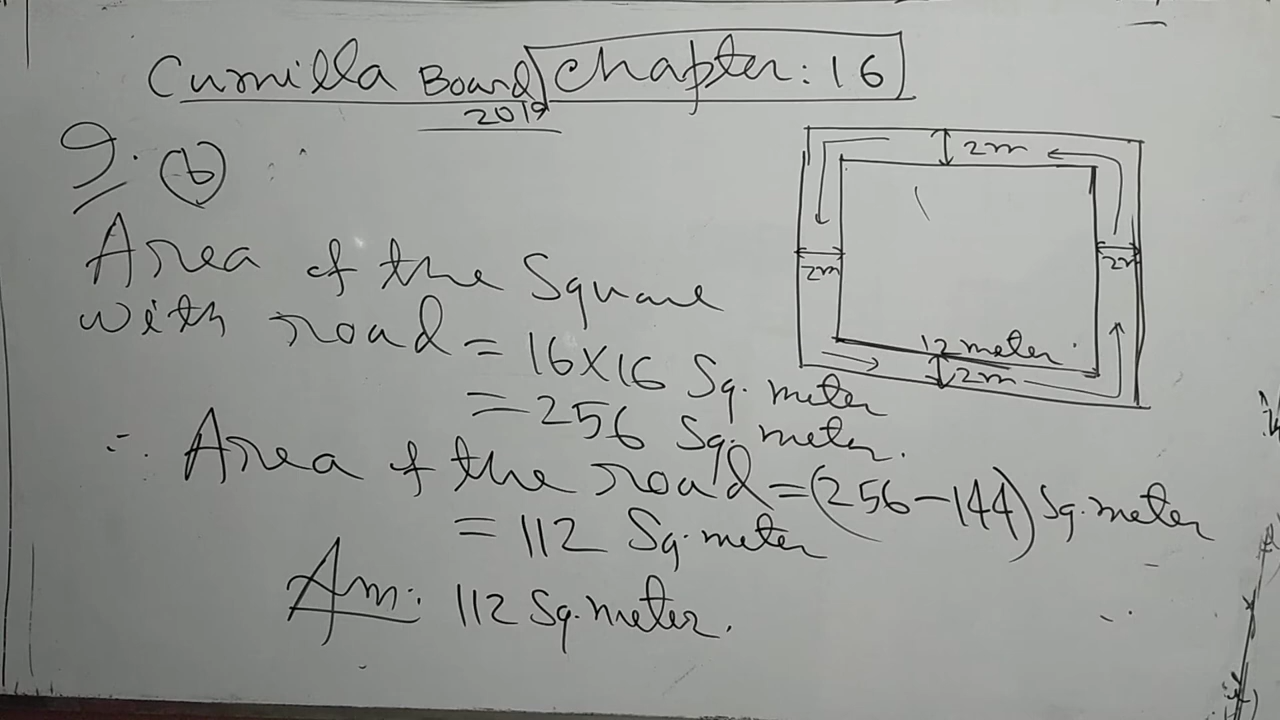 Cumilla Board Chapter: 16
2019
9. (b)
Area of the Square
with road = 16×16 Sq. meter
= 256 Sq. meter.
∴ Area of the road = (256-144) Sq. meter
= 112 Sq. meter
Ans: 112 Sq. meter.
2m
2m
2m
12 meter
2m